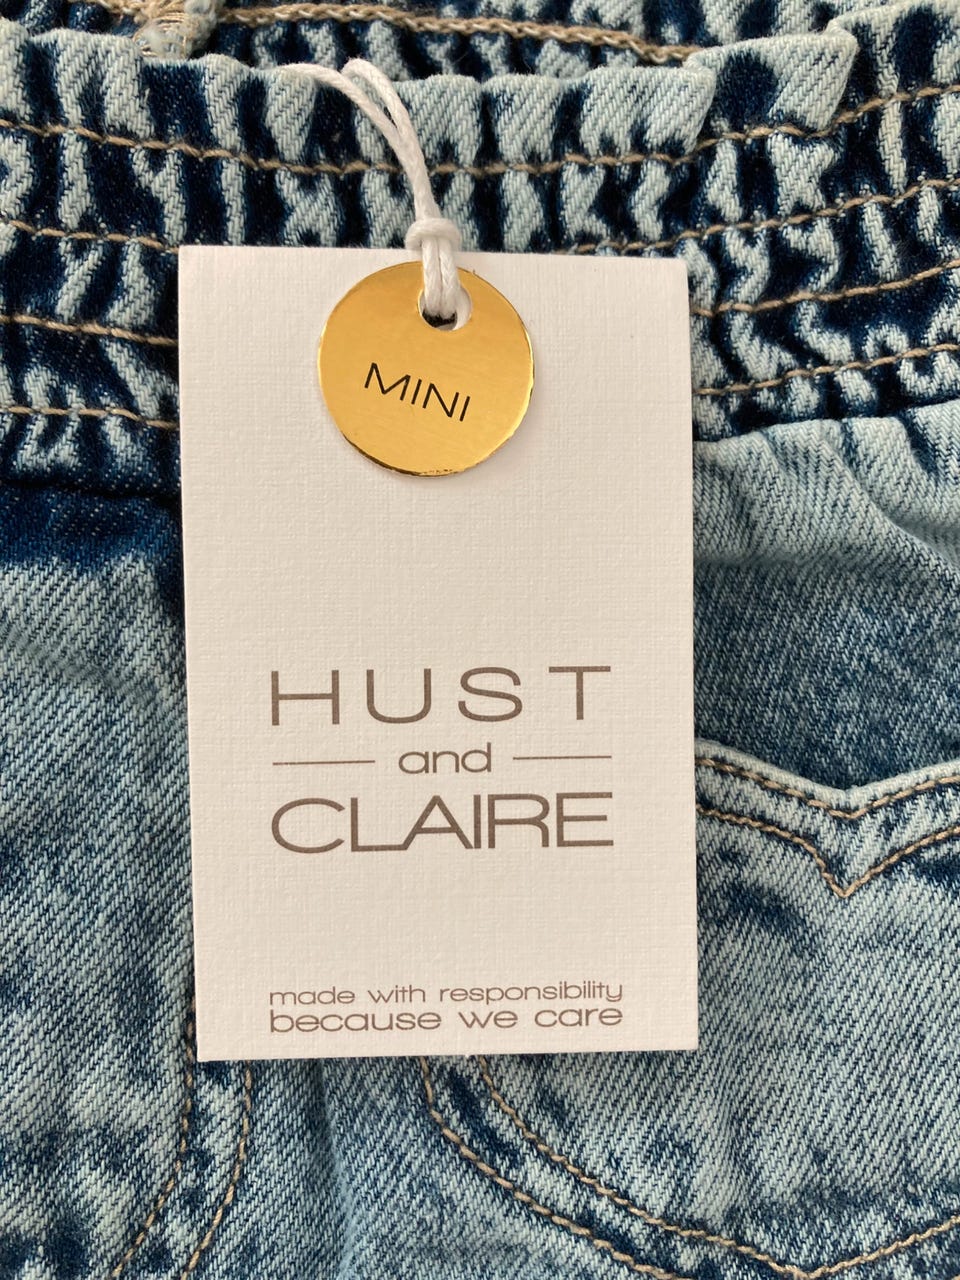 MINI
HUST
and
CLAIRE
made with responsibility
because we care